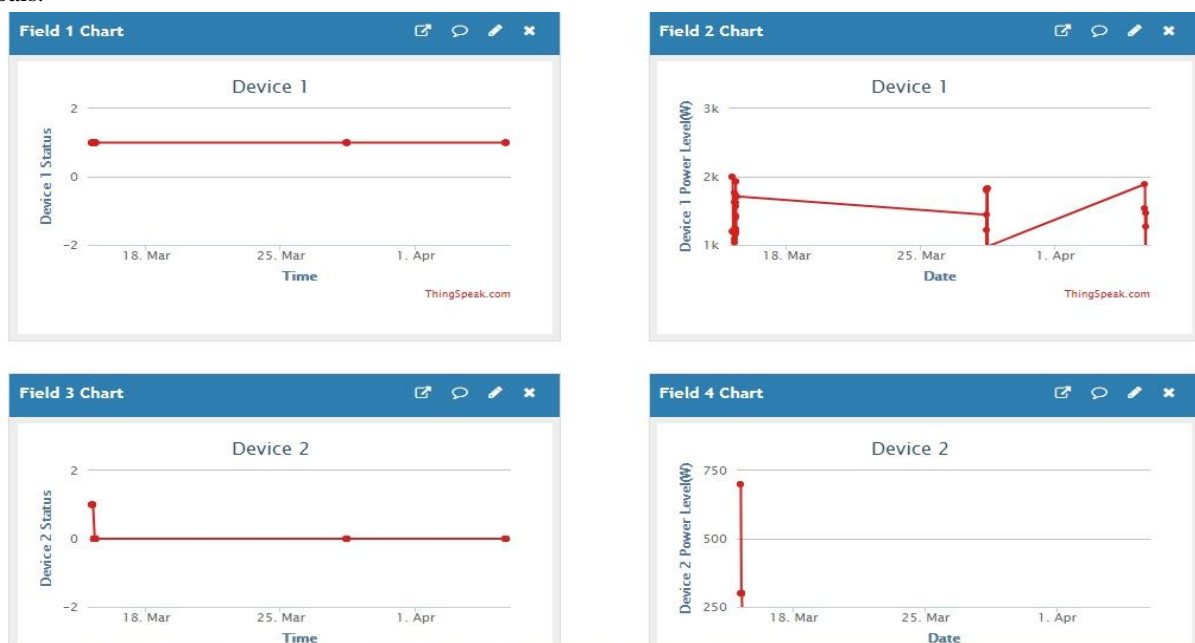 Field 1 Chart
Device 1
Device 1 Status
2
0
-2
18. Mar
25. Mar
1. Apr
Time
ThingSpeak.com
Field 2 Chart
Device 1
Device 1 Power Level(W)
3k
2k
1k
18. Mar
25. Mar
1. Apr
Date
ThingSpeak.com
Field 3 Chart
Device 2
Device 2 Status
2
0
-2
18. Mar
25. Mar
1. Apr
Time
Field 4 Chart
Device 2
Device 2 Power Level(W)
750
500
250
18. Mar
25. Mar
1. Apr
Date